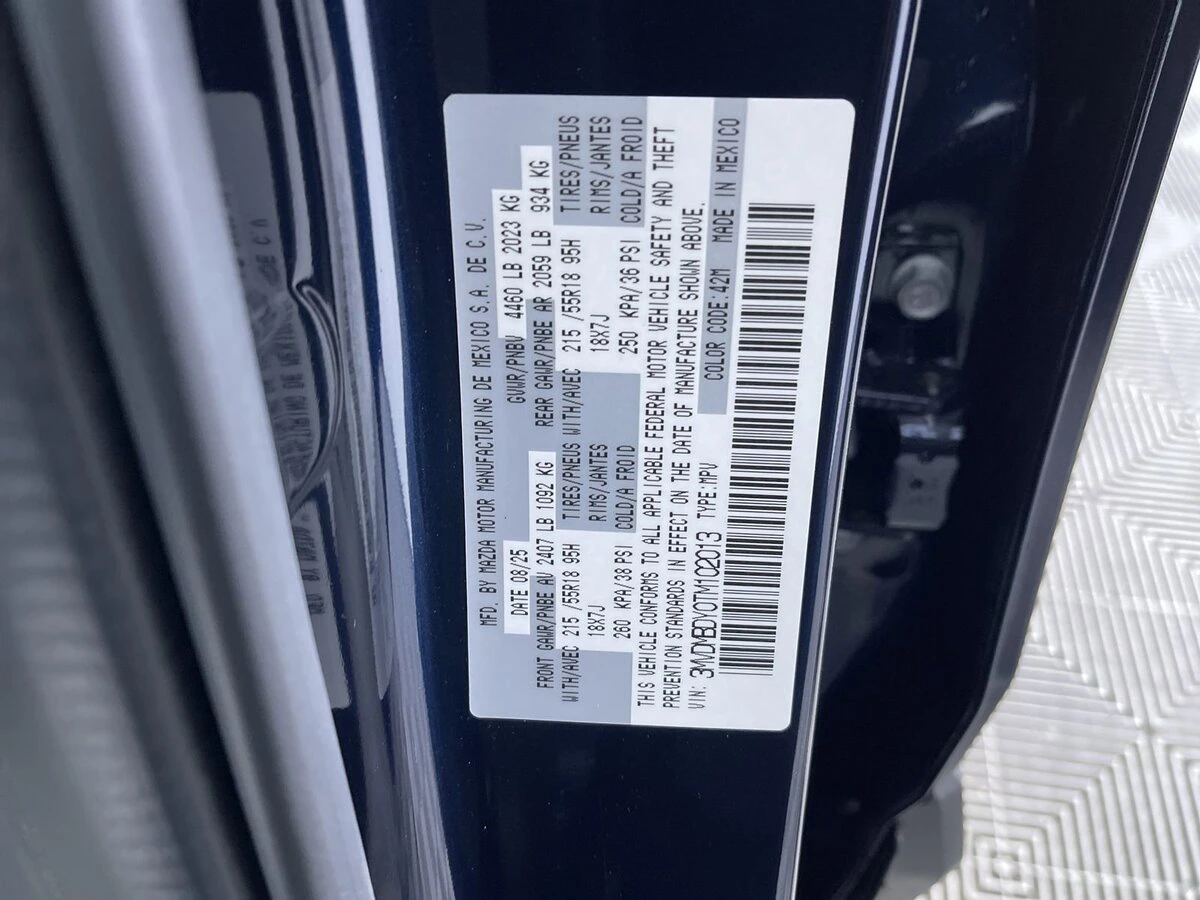 MFD. BY MAZDA MOTOR MANUFACTURING DE MEXICO S.A. DE C.V.
DATE 08/25 GVWR/PNBV 4460 LB 2023 KG
FRONT GAWR/PNBE AV 2407 LB 1092 KG REAR GAWR/PNBE AR 2059 LB 934 KG
WITH/AVEC 215 /55R18 95H TIRES/PNEUS WITH/AVEC 215 /55R18 95H TIRES/PNEUS
18X7J RIMS/JANTES 18X7J RIMS/JANTES
260 KPA/38 PSI COLD/A FROID 250 KPA/36 PSI COLD/A FROID
THIS VEHICLE CONFORMS TO ALL APPLICABLE FEDERAL MOTOR VEHICLE SAFETY AND THEFT
PREVENTION STANDARDS IN EFFECT ON THE DATE OF MANUFACTURE SHOWN ABOVE.
VIN: 3MVDMBDY0TM102013 TYPE:MPV COLOR CODE:42M MADE IN MEXICO